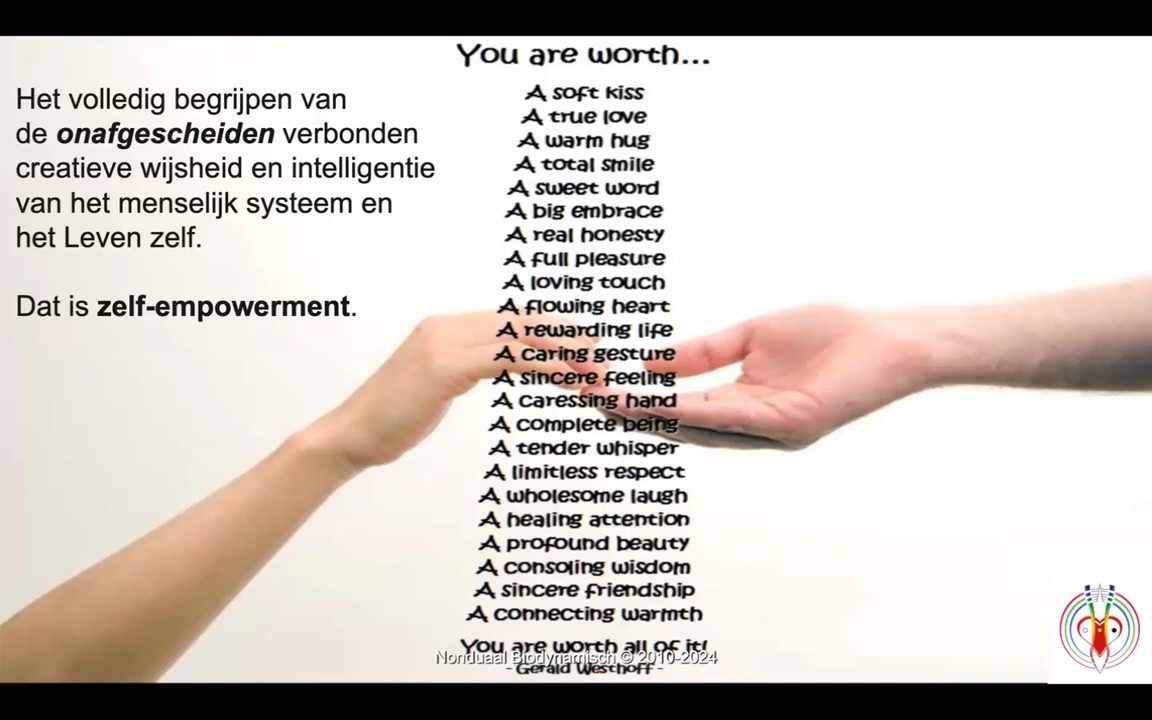 You are worth...
Het volledig begrijpen van
de onafgescheiden verbonden
creatieve wijsheid en intelligentie
van het menselijk systeem en
het Leven zelf.
Dat is zelf-empowerment.
A soft kiss
A true love
A warm hug
A total smile
A sweet word
A big embrace
A real honesty
A full pleasure
A loving touch
A flowing heart
A rewarding life
A caring gesture
A sincere feeling
A caressing hand
A complete being
A tender whisper
A limitless respect
A wholesome laugh
A healing attention
A profound beauty
A consoling wisdom
A sincere friendship
A connecting warmth
You are worth all of it!
Nonduaal Biodynamisch © 2010-2024
- Gerald Westhoff -